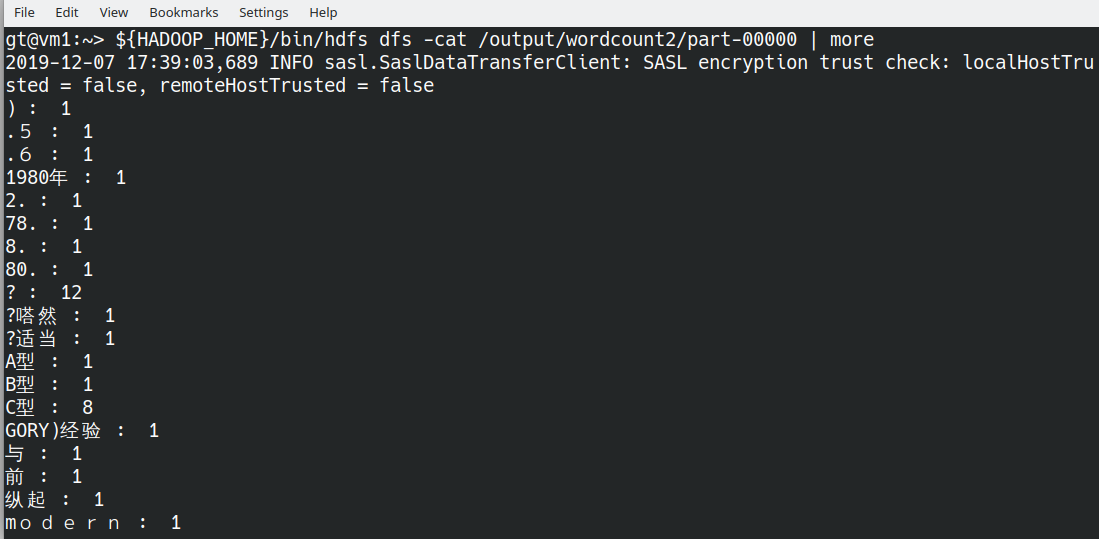 File Edit View Bookmarks Settings Help
gt@vm1:~> ${HADOOP_HOME}/bin/hdfs dfs -cat /output/wordcount2/part-00000 | more
2019-12-07 17:39:03,689 INFO sasl.SaslDataTransferClient: SASL encryption trust check: localHostTru
sted = false, remoteHostTrusted = false
) :  1
.５ :  1
.６ :  1
1980年 :  1
2. :  1
78. :  1
8. :  1
80. :  1
? :  12
?嗒然 :  1
?适当 :  1
A型 :  1
B型 :  1
C型 :  8
GORY)经验 :  1
与 :  1
前 :  1
纵起 :  1
mｏｄｅｒｎ :  1